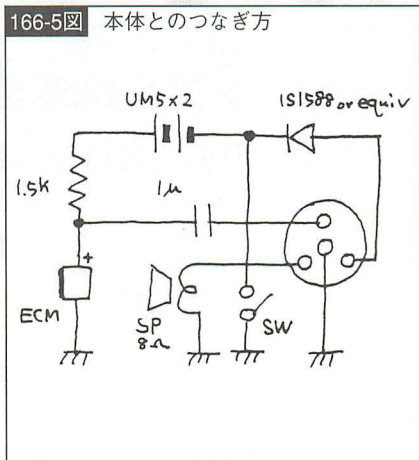 166-5図 本体とのつなぎ方
UM5×2
1S1588 or equiv
1.5K
1μ
+
ECM
SP
8Ω
SW